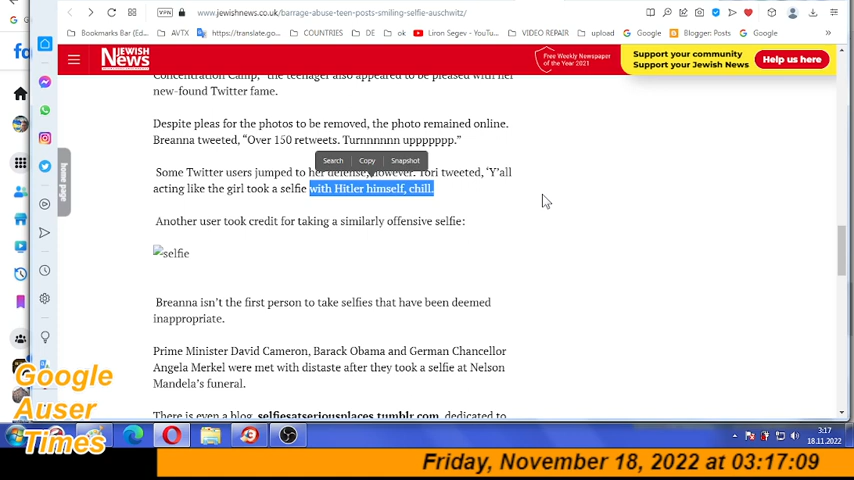 www.jewishnews.co.uk/barrage-abuse-teen-posts-smiling-selfie-auschwitz/
VPN
Bookmarks Bar (Ed...
AVTX
https://translate.go...
COUNTRIES
DE
ok
Liron Segev - YouTu...
VIDEO REPAIR
upload
Google
Blogger: Posts
Google
JEWISH
News
Free Weekly Newspaper
of the Year 2021
Support your community
Support your Jewish News
Help us here
Concentration Camp," the teenager also appeared to be pleased with her
new-found Twitter fame.
Despite pleas for the photos to be removed, the photo remained online.
Breanna tweeted, “Over 150 retweets. Turnnnnnn uppppppp.”
Search
Copy
Snapshot
Some Twitter users jumped to her defense, however. Tori tweeted, ‘Y’all
acting like the girl took a selfie with Hitler himself, chill.
Another user took credit for taking a similarly offensive selfie:
selfie
Breanna isn’t the first person to take selfies that have been deemed
inappropriate.
Prime Minister David Cameron, Barack Obama and German Chancellor
Angela Merkel were met with distaste after they took a selfie at Nelson
Mandela’s funeral.
There is even a blog, selfiesatseriousplaces.tumblr.com, dedicated to
home page
Google
Auser
Times
3:17
18.11.2022
Friday, November 18, 2022 at 03:17:09